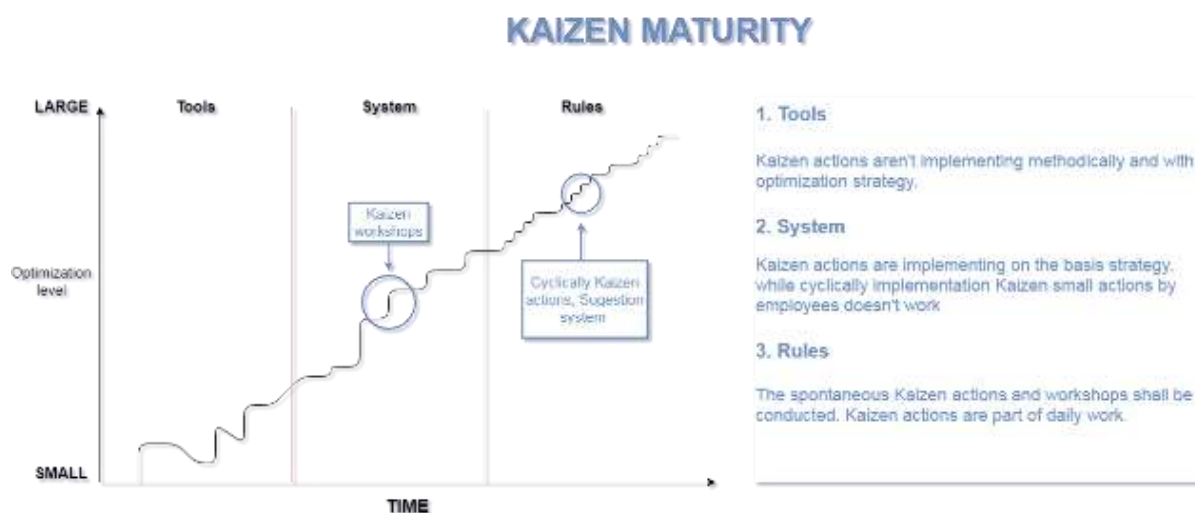 KAIZEN MATURITY
LARGE
Tools
System
Rules
Kaizen
workshops
Optimization
level
Cyclically Kaizen
actions, Sugestion
system
SMALL
TIME
1. Tools
Kaizen actions aren't implementing methodically and with
optimization strategy.
2. System
Kaizen actions are implementing on the basis strategy,
while cyclically implementation Kaizen small actions by
employees doesn't work
3. Rules
The spontaneous Kaizen actions and workshops shall be
conducted. Kaizen actions are part of daily work.